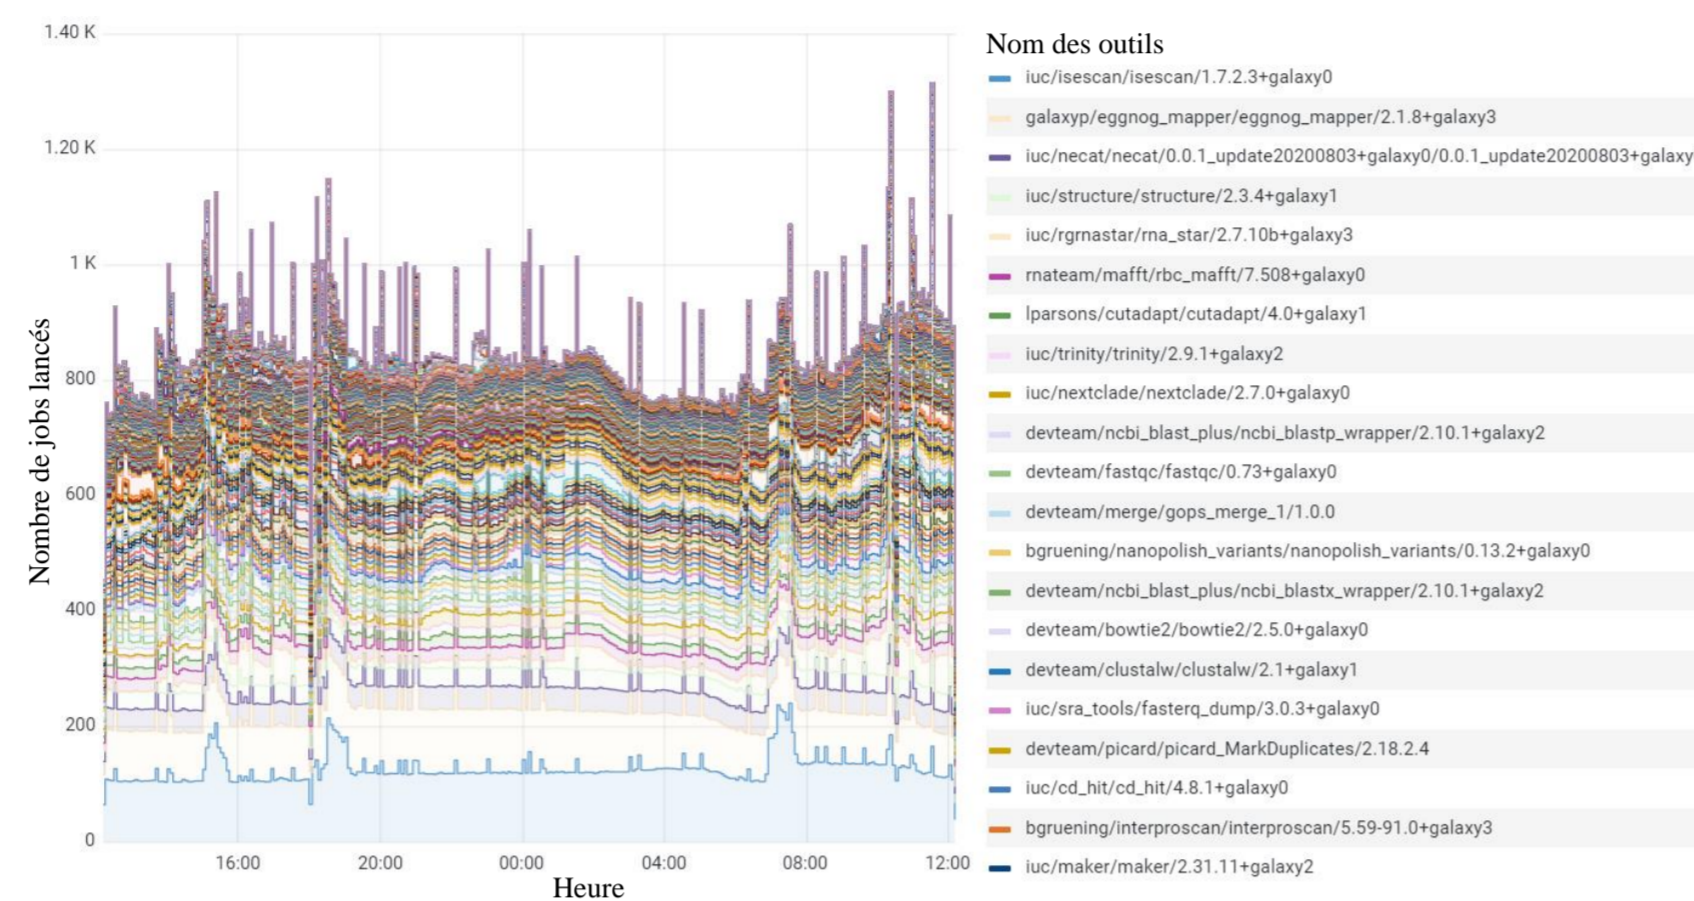 Nombre de jobs lancés
1.40 K
1.20 K
1 K
800
600
400
200
0
16:00
20:00
00:00
04:00
08:00
12:00
Heure
Nom des outils
iuc/isescan/isescan/1.7.2.3+galaxy0
galaxyp/eggnog_mapper/eggnog_mapper/2.1.8+galaxy3
iuc/necat/necat/0.0.1_update20200803+galaxy0/0.0.1_update20200803+galaxy
iuc/structure/structure/2.3.4+galaxy1
iuc/rgrnastar/rna_star/2.7.10b+galaxy3
rnateam/mafft/rbc_mafft/7.508+galaxy0
lparsons/cutadapt/cutadapt/4.0+galaxy1
iuc/trinity/trinity/2.9.1+galaxy2
iuc/nextclade/nextclade/2.7.0+galaxy0
devteam/ncbi_blast_plus/ncbi_blastp_wrapper/2.10.1+galaxy2
devteam/fastqc/fastqc/0.73+galaxy0
devteam/merge/gops_merge_1/1.0.0
bgruening/nanopolish_variants/nanopolish_variants/0.13.2+galaxy0
devteam/ncbi_blast_plus/ncbi_blastx_wrapper/2.10.1+galaxy2
devteam/bowtie2/bowtie2/2.5.0+galaxy0
devteam/clustalw/clustalw/2.1+galaxy1
iuc/sra_tools/fasterq_dump/3.0.3+galaxy0
devteam/picard/picard_MarkDuplicates/2.18.2.4
iuc/cd_hit/cd_hit/4.8.1+galaxy0
bgruening/interproscan/interproscan/5.59-91.0+galaxy3
iuc/maker/maker/2.31.11+galaxy2